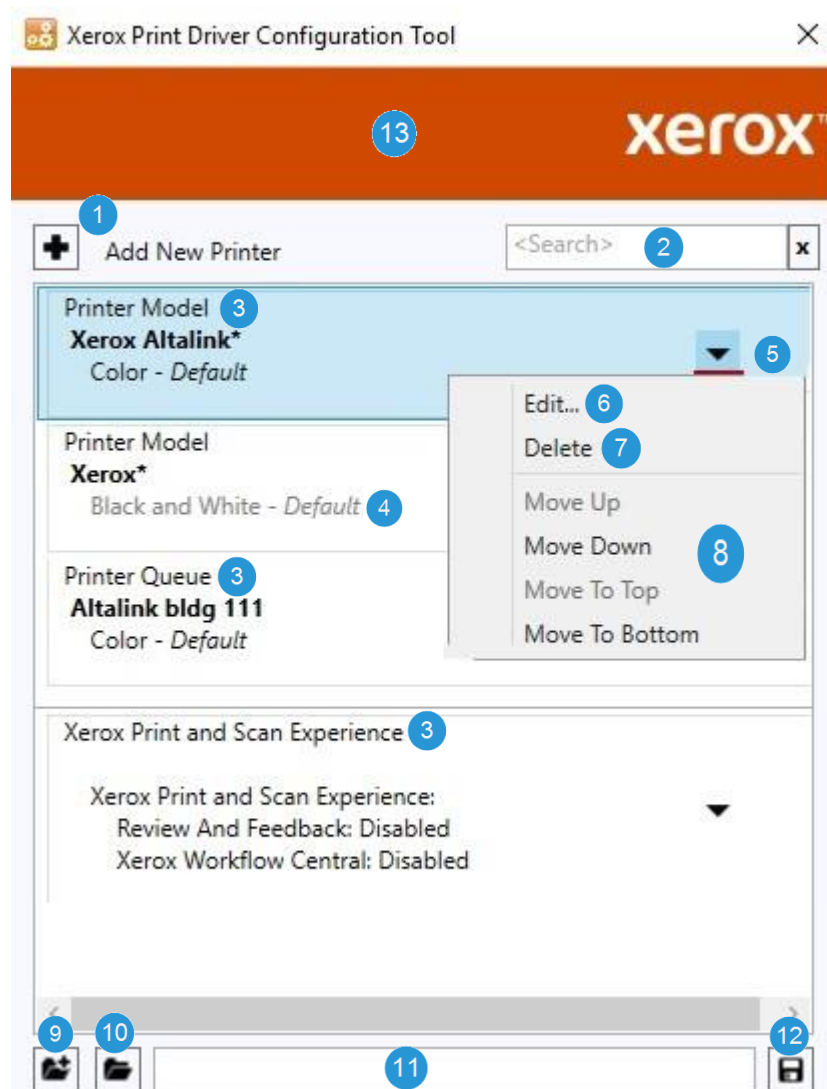 Xerox Print Driver Configuration Tool
13
xerox™
1
Add New Printer
<Search>
2
x
Printer Model 3
Xerox Altalink*
Color - Default
5
Edit... 6
Delete 7
Move Up
Move Down
8
Move To Top
Move To Bottom
Printer Model
Xerox*
Black and White - Default 4
Printer Queue 3
Altalink bldg 111
Color - Default
Xerox Print and Scan Experience 3
Xerox Print and Scan Experience:
Review And Feedback: Disabled
Xerox Workflow Central: Disabled
9
10
11
12